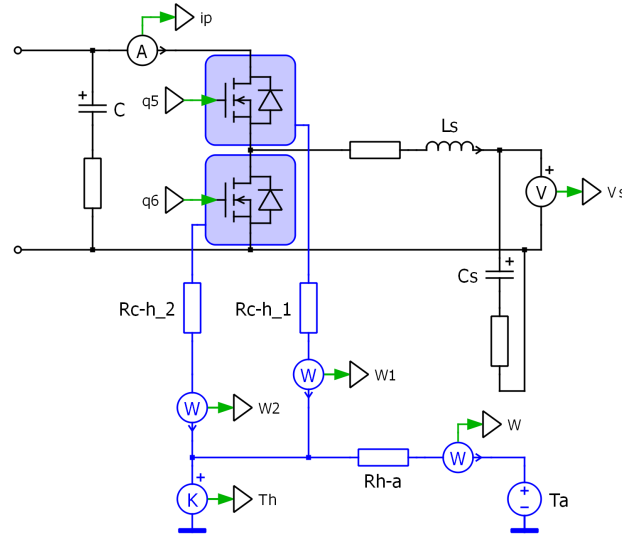 ip
A
+
C
q5
Ls
+
V
Vs
q6
+
Cs
Rc-h_2
Rc-h_1
W
W1
W
W2
W
+
Rh-a
W
K
Th
+
−
Ta